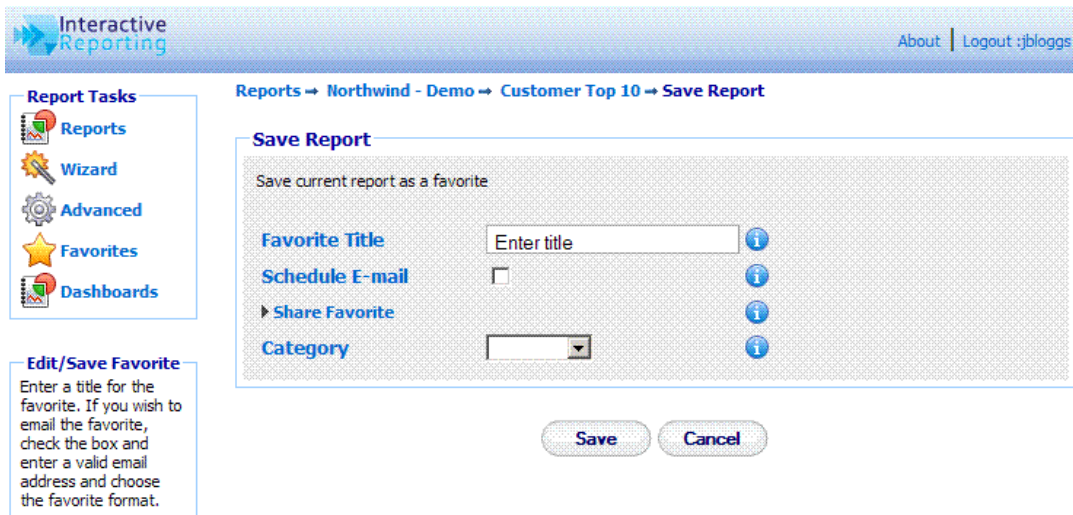 Interactive
Reporting
About | Logout :jbloggs
Report Tasks
Reports
Wizard
Advanced
Favorites
Dashboards
Edit/Save Favorite
Enter a title for the
favorite. If you wish to
email the favorite,
check the box and
enter a valid email
address and choose
the favorite format.
Reports → Northwind - Demo → Customer Top 10 → Save Report
Save Report
Save current report as a favorite
Favorite Title
Enter title
Schedule E-mail
Share Favorite
Category
Save
Cancel